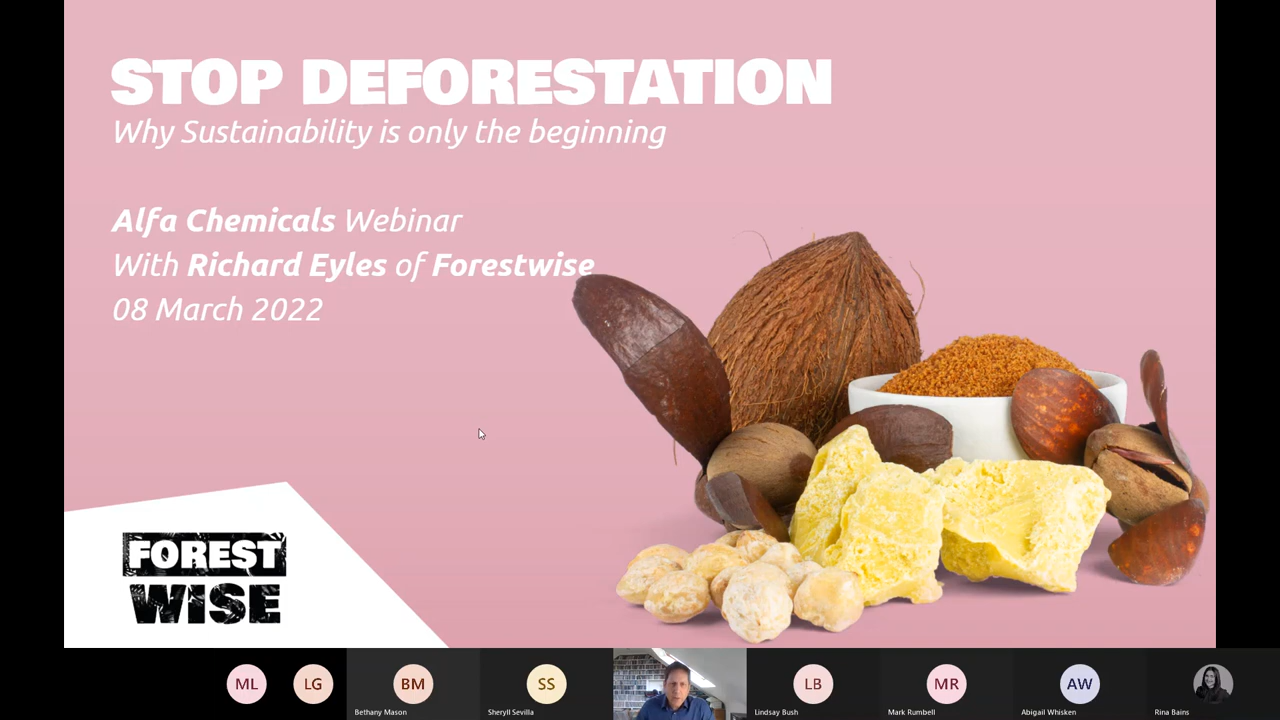 STOP DEFORESTATION
Why Sustainability is only the beginning
Alfa Chemicals Webinar
With Richard Eyles of Forestwise
08 March 2022
FOREST
WISE
ML
LG
BM
SS
LB
MR
AW
Bethany Mason
Sheryll Sevilla
Lindsay Bush
Mark Rumbell
Abigail Whisken
Rina Bains